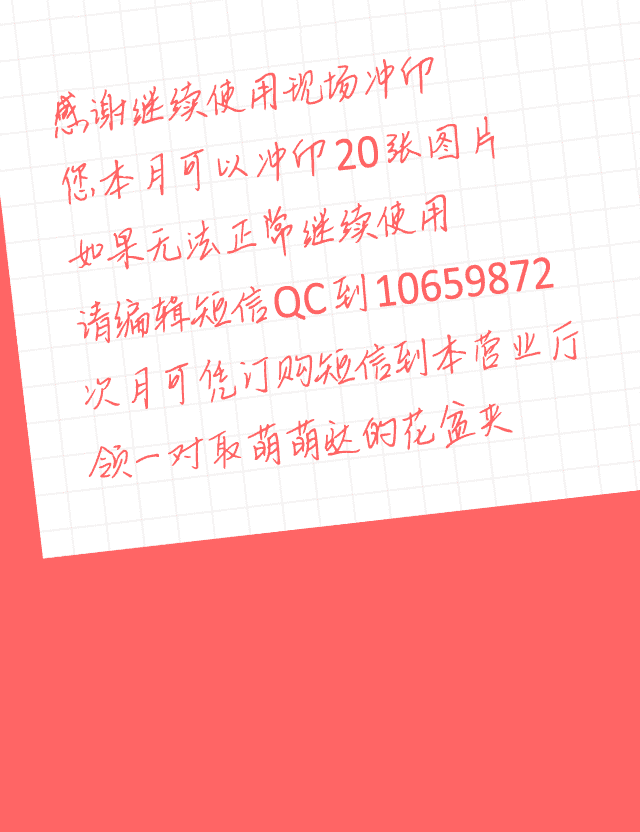 感谢继续使用现场冲印
您本月可以冲印20张图片
如果无法正常继续使用
请编辑短信QC到10659872
次月可凭订购短信到本营业厅
领一对取萌萌哒的花盆夹